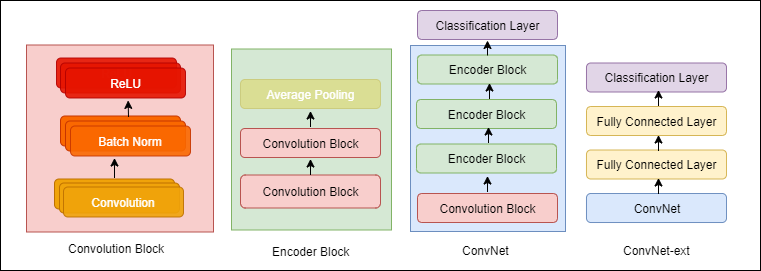 ReLU
Batch Norm
Convolution
Convolution Block
Average Pooling
Convolution Block
Convolution Block
Encoder Block
Classification Layer
Encoder Block
Encoder Block
Encoder Block
Convolution Block
ConvNet
Classification Layer
Fully Connected Layer
Fully Connected Layer
ConvNet
ConvNet-ext